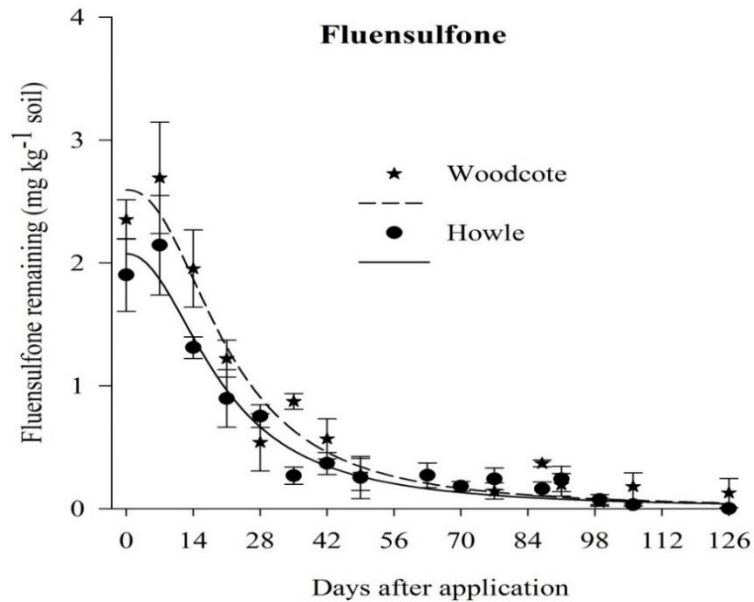 Fluensulfone
4
3
2
1
0
Fluensulfone remaining (mg kg-1 soil)
Woodcote
Howle
0 14 28 42 56 70 84 98 112 126
Days after application